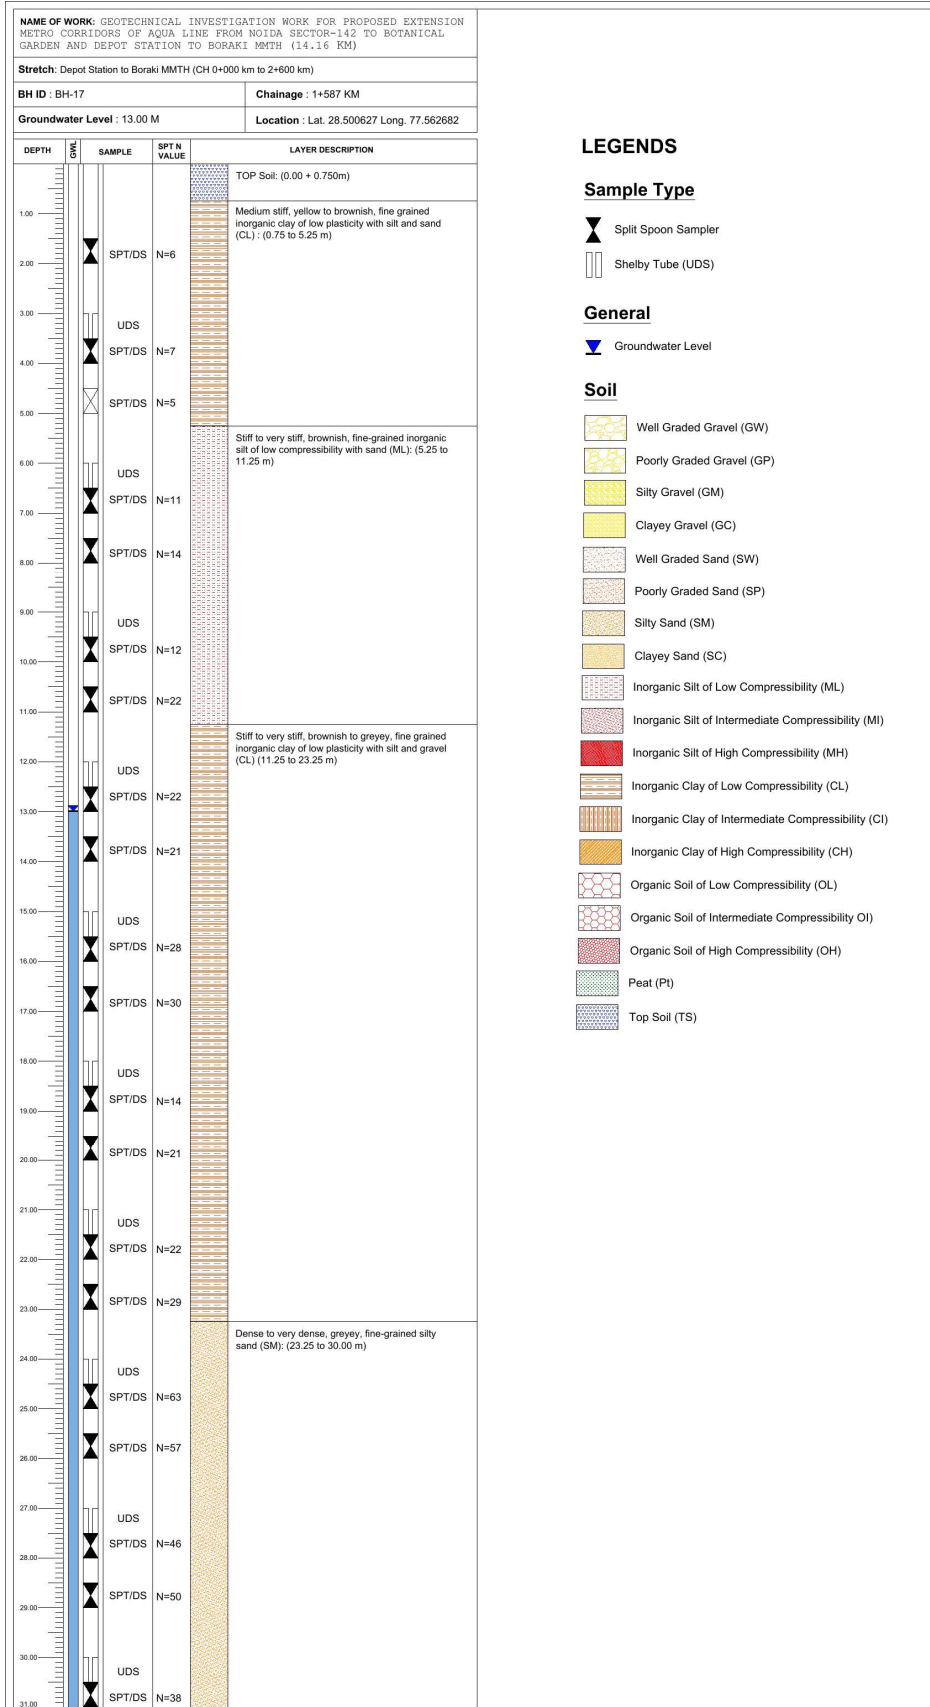 NAME OF WORK: GEOTECHNICAL INVESTIGATION WORK FOR PROPOSED EXTENSION
METRO CORRIDORS OF AQUA LINE FROM NOIDA SECTOR-142 TO BOTANICAL
GARDEN AND DEPOT STATION TO BORAKI MMTH (14.16 KM)
Stretch: Depot Station to Boraki MMTH (CH 0+000 km to 2+600 km)
BH ID : BH-17
Chainage : 1+587 KM
Groundwater Level : 13.00 M
Location : Lat. 28.500627 Long. 77.562682
DEPTH GWL SAMPLE SPT N VALUE LAYER DESCRIPTION
TOP Soil: (0.00 + 0.750m)
Medium stiff, yellow to brownish, fine grained
inorganic clay of low plasticity with silt and sand
(CL) : (0.75 to 5.25 m)
1.00
SPT/DS N=6
2.00
3.00
UDS
SPT/DS N=7
4.00
SPT/DS N=5
5.00
Stiff to very stiff, brownish, fine-grained inorganic
silt of low compressibility with sand (ML): (5.25 to
11.25 m)
6.00
UDS
SPT/DS N=11
7.00
SPT/DS N=14
8.00
9.00
UDS
SPT/DS N=12
10.00
SPT/DS N=22
11.00
Stiff to very stiff, brownish to greyey, fine grained
inorganic clay of low plasticity with silt and gravel
(CL) (11.25 to 23.25 m)
12.00
UDS
SPT/DS N=22
13.00
SPT/DS N=21
14.00
15.00
UDS
SPT/DS N=28
16.00
SPT/DS N=30
17.00
18.00
UDS
SPT/DS N=14
19.00
SPT/DS N=21
20.00
21.00
UDS
SPT/DS N=22
22.00
SPT/DS N=29
23.00
Dense to very dense, greyey, fine-grained silty
sand (SM): (23.25 to 30.00 m)
24.00
UDS
SPT/DS N=63
25.00
SPT/DS N=57
26.00
27.00
UDS
SPT/DS N=46
28.00
SPT/DS N=50
29.00
30.00
UDS
SPT/DS N=38
31.00
LEGENDS
Sample Type
Split Spoon Sampler
Shelby Tube (UDS)
General
Groundwater Level
Soil
Well Graded Gravel (GW)
Poorly Graded Gravel (GP)
Silty Gravel (GM)
Clayey Gravel (GC)
Well Graded Sand (SW)
Poorly Graded Sand (SP)
Silty Sand (SM)
Clayey Sand (SC)
Inorganic Silt of Low Compressibility (ML)
Inorganic Silt of Intermediate Compressibility (MI)
Inorganic Silt of High Compressibility (MH)
Inorganic Clay of Low Compressibility (CL)
Inorganic Clay of Intermediate Compressibility (CI)
Inorganic Clay of High Compressibility (CH)
Organic Soil of Low Compressibility (OL)
Organic Soil of Intermediate Compressibility OI)
Organic Soil of High Compressibility (OH)
Peat (Pt)
Top Soil (TS)